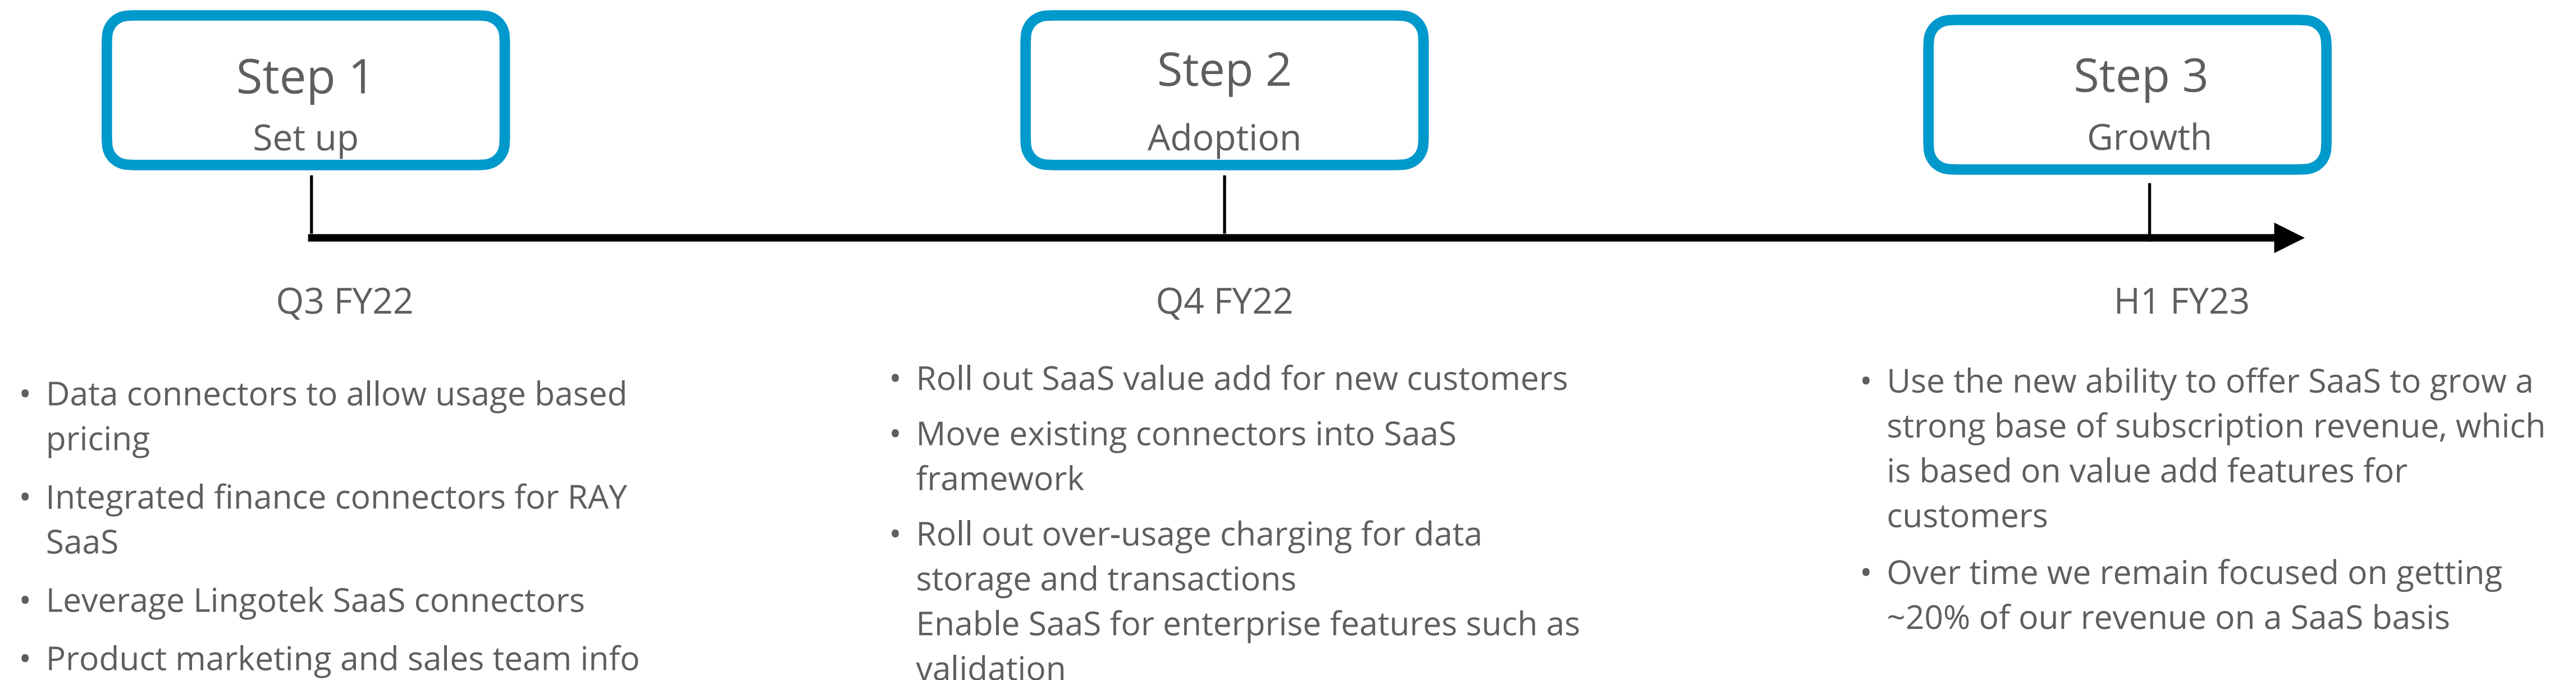 Step 1
Set up
Step 2
Adoption
Step 3
Growth
Q3 FY22
Q4 FY22
H1 FY23
• Data connectors to allow usage based
pricing
• Integrated finance connectors for RAY
SaaS
• Leverage Lingotek SaaS connectors
• Product marketing and sales team info
• Roll out SaaS value add for new customers
• Move existing connectors into SaaS
framework
• Roll out over-usage charging for data
storage and transactions
Enable SaaS for enterprise features such as
validation
• Use the new ability to offer SaaS to grow a
strong base of subscription revenue, which
is based on value add features for
customers
• Over time we remain focused on getting
~20% of our revenue on a SaaS basis